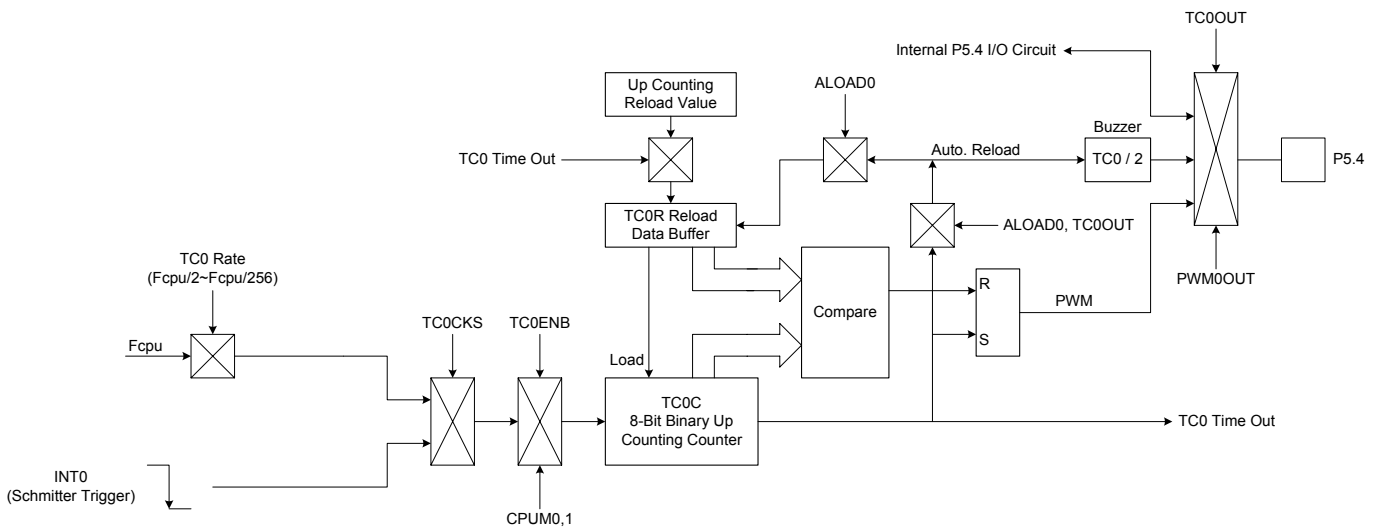 TC0OUT
Internal P5.4 I/O Circuit
Up Counting
Reload Value
ALOAD0
Buzzer
TC0 Time Out
Auto. Reload
TC0 / 2
P5.4
TC0R Reload
Data Buffer
ALOAD0, TC0OUT
TC0 Rate
(Fcpu/2~Fcpu/256)
PWM0OUT
R
PWM
Compare
TC0CKS
TC0ENB
S
Fcpu
Load
TC0C
8-Bit Binary Up
Counting Counter
TC0 Time Out
INT0
(Schmitter Trigger)
CPUM0,1